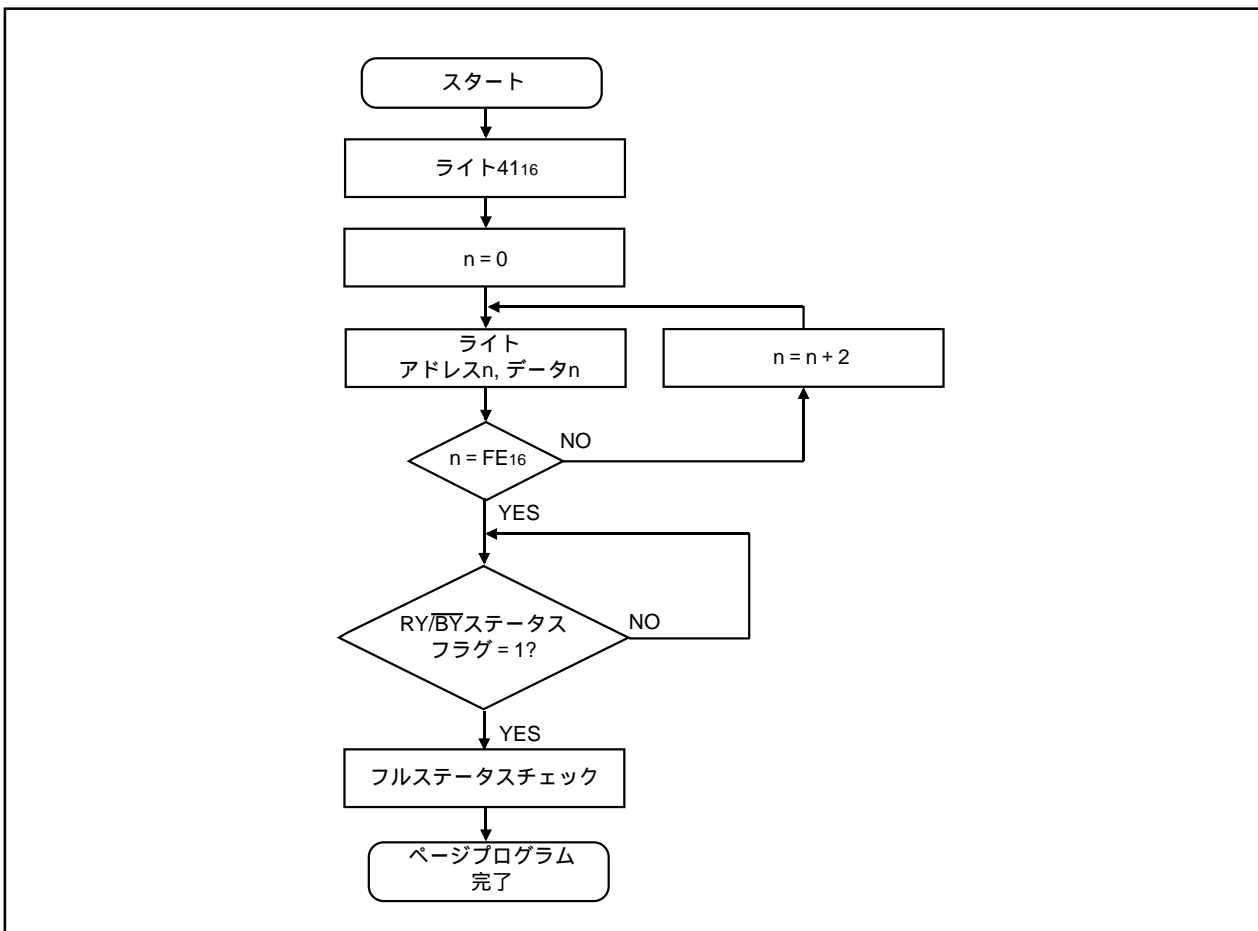 スタート
ライト41₁₆
n = 0
ライト
アドレスn, データn
n = n + 2
n = FE₁₆
NO
YES
RY/B̅Y̅ステータス
フラグ = 1?
NO
YES
フルステータスチェック
ページプログラム
完了